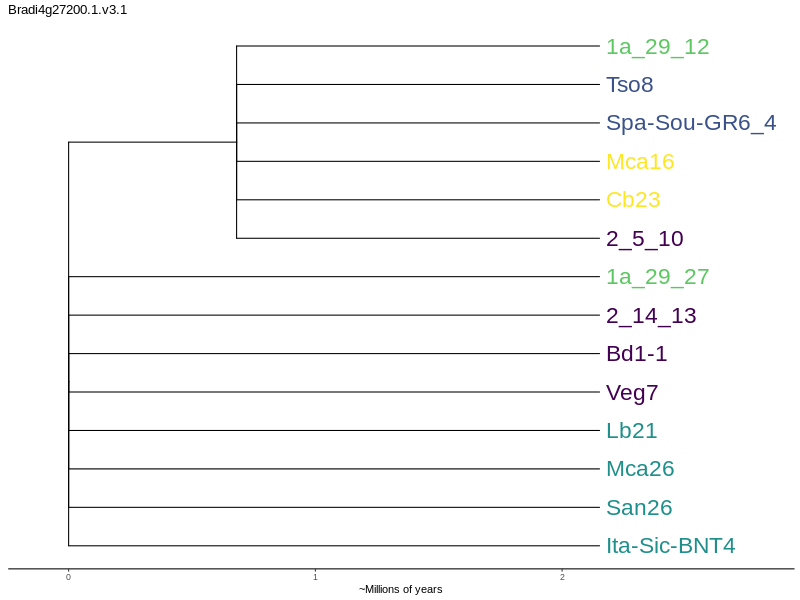 Bradi4g27200.1.v3.1
1a_29_12
Tso8
Spa-Sou-GR6_4
Mca16
Cb23
2_5_10
1a_29_27
2_14_13
Bd1-1
Veg7
Lb21
Mca26
San26
Ita-Sic-BNT4
0 1 2
~Millions of years